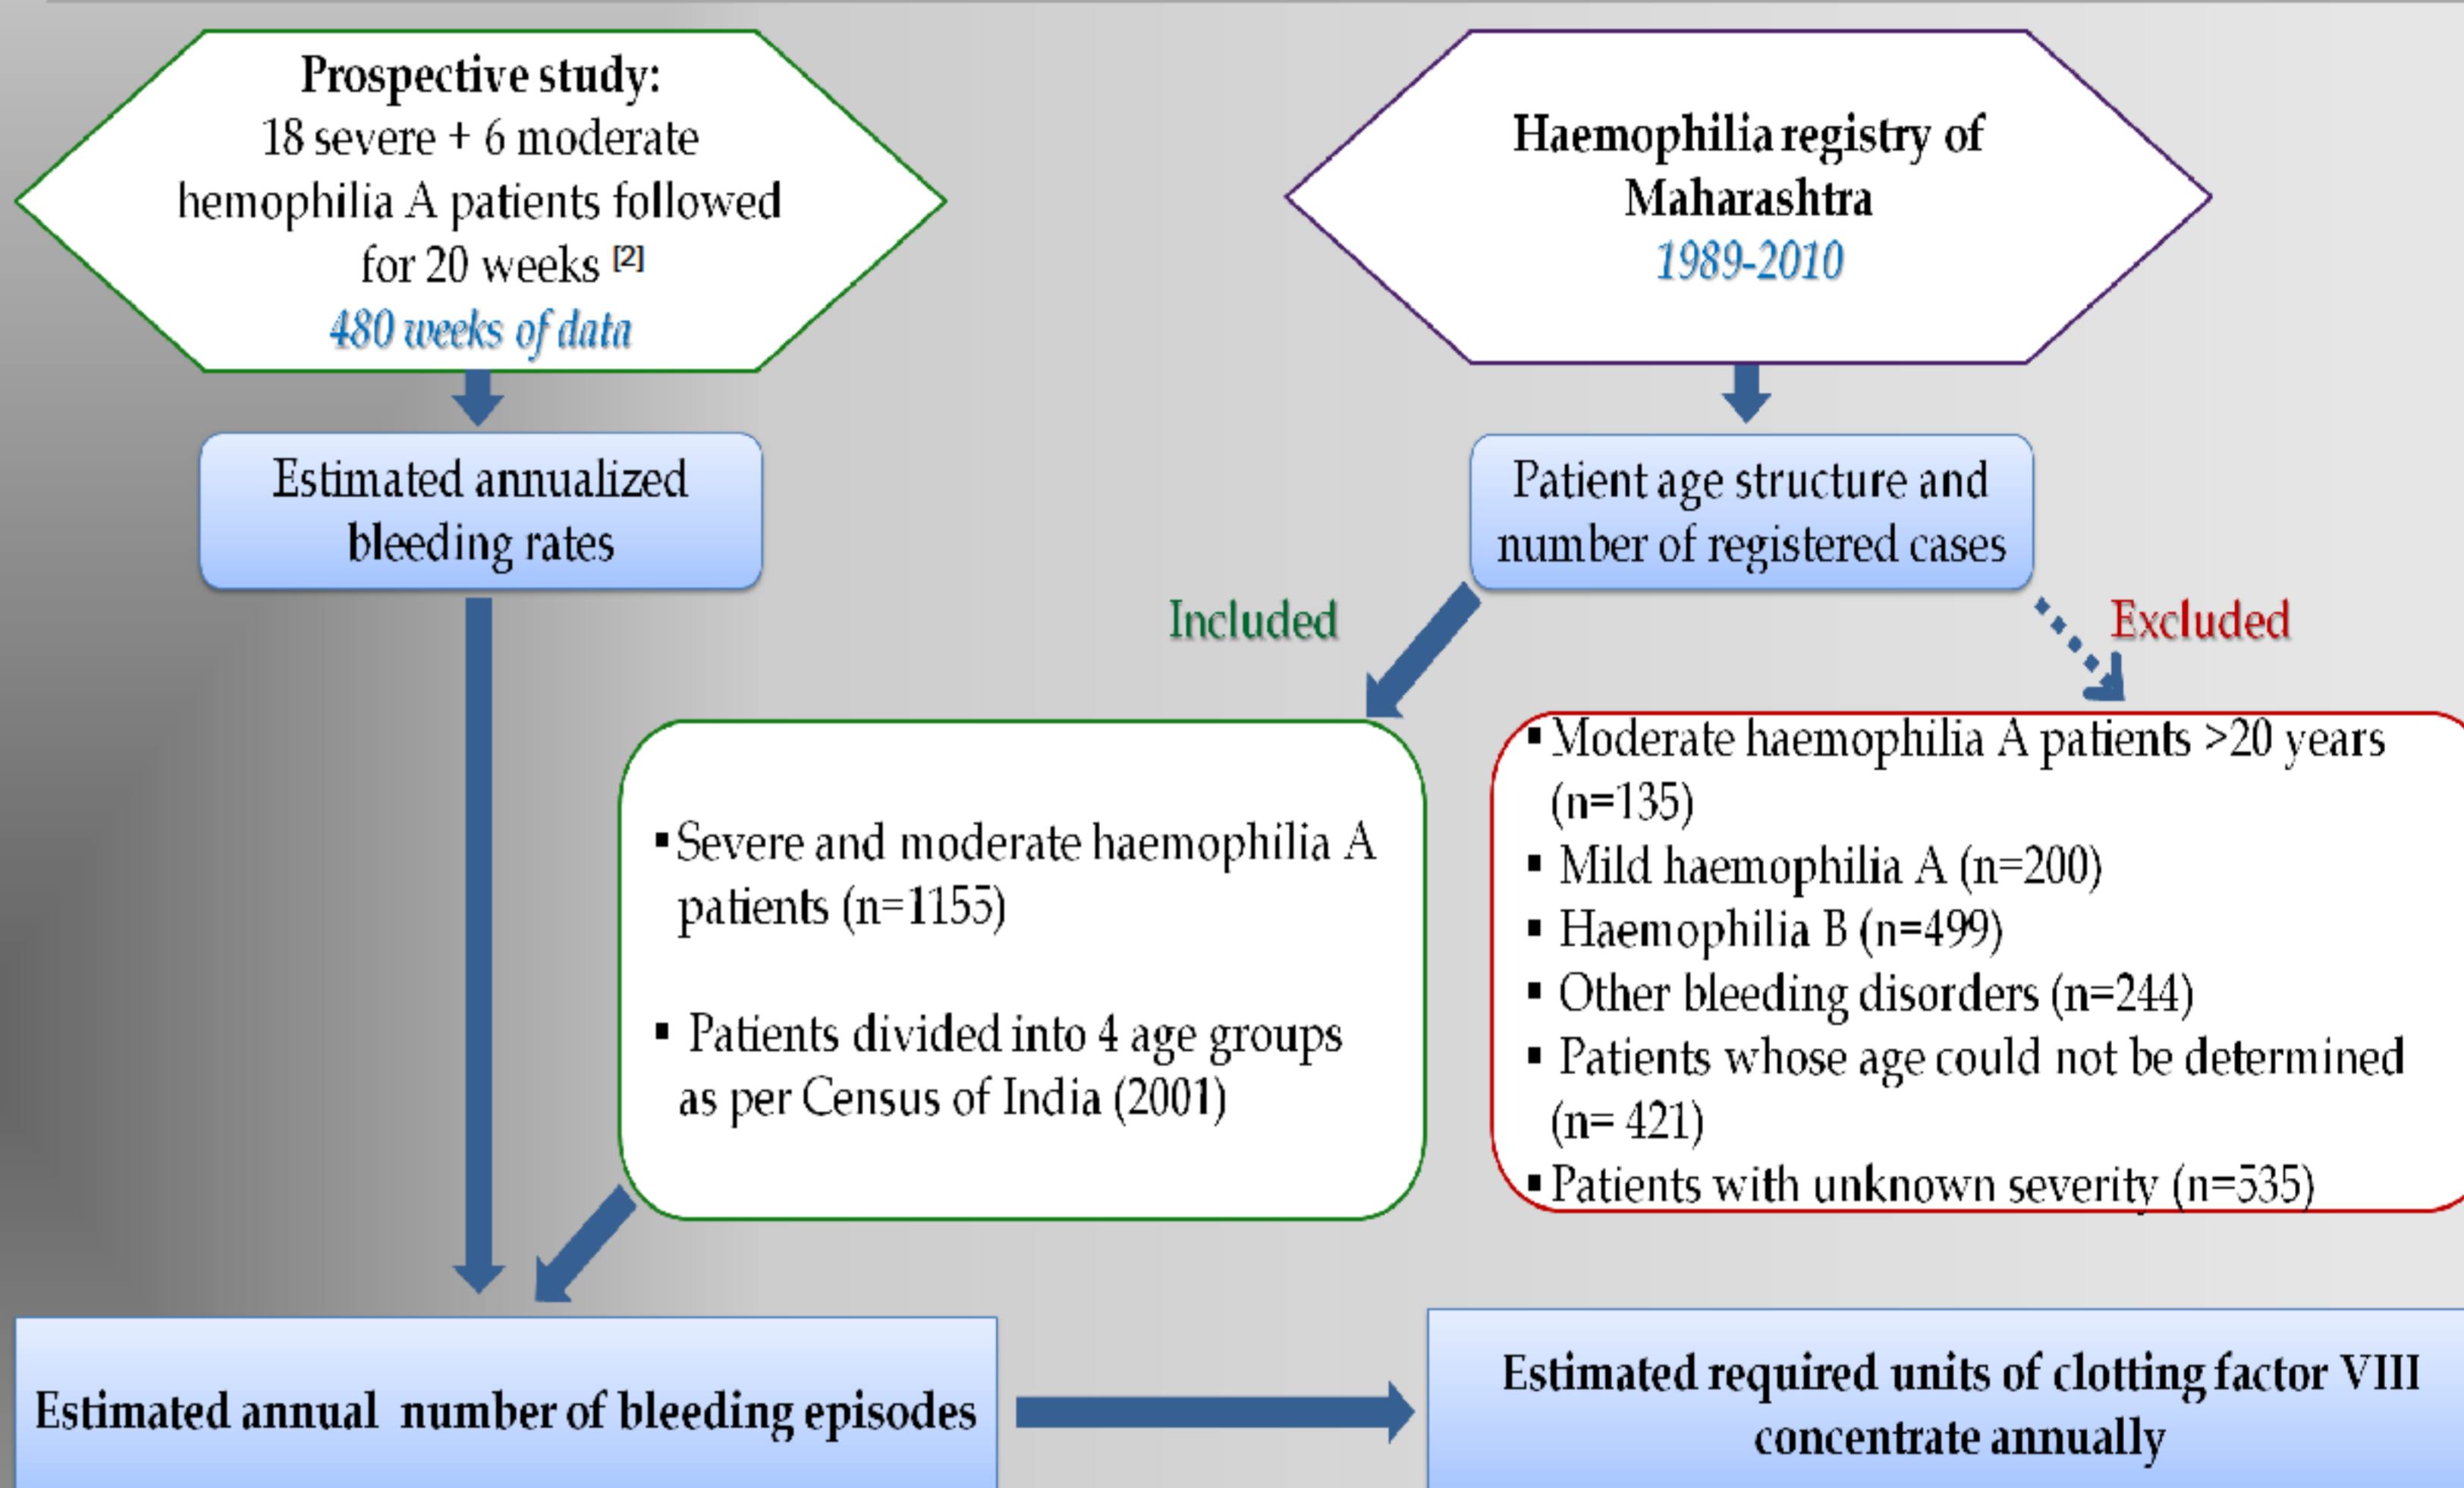 Prospective study:
18 severe + 6 moderate
hemophilia A patients followed
for 20 weeks [2]
480 weeks of data
Haemophilia registry of
Maharashtra
1989-2010
Estimated annualized
bleeding rates
Patient age structure and
number of registered cases
Included
Excluded
▪Severe and moderate haemophilia A
patients (n=1155)
▪ Patients divided into 4 age groups
as per Census of India (2001)
▪Moderate haemophilia A patients >20 years
(n=135)
▪ Mild haemophilia A (n=200)
▪ Haemophilia B (n=499)
▪ Other bleeding disorders (n=244)
▪ Patients whose age could not be determined
(n= 421)
▪Patients with unknown severity (n=535)
Estimated annual number of bleeding episodes
Estimated required units of clotting factor VIII
concentrate annually